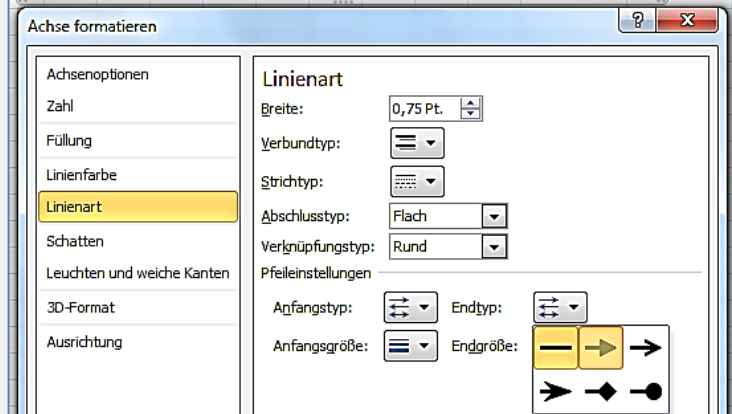 Achse formatieren
Achsenoptionen
Zahl
Füllung
Linienfarbe
Linienart
Schatten
Leuchten und weiche Kanten
3D-Format
Ausrichtung
Linienart
Breite: 0,75 Pt.
Verbundtyp:
Strichtyp:
Abschlusstyp: Flach
Verknüpfungstyp: Rund
Pfeileinstellungen
Anfangstyp: Endtyp:
Anfangsgröße: Endgröße: